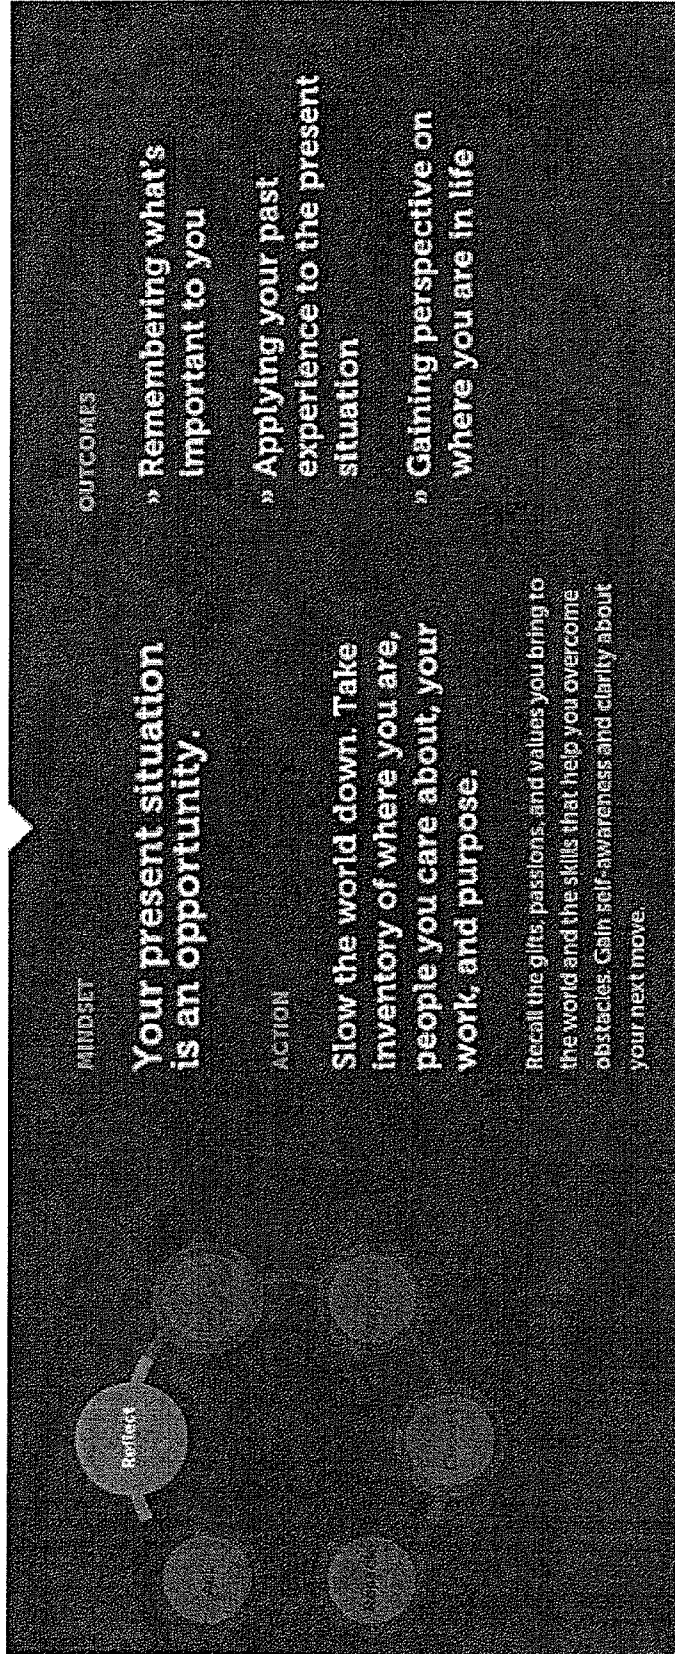 Reflect
MINDSET
Your present situation
is an opportunity.
ACTION
Slow the world down. Take
inventory of where you are,
people you care about, your
work, and purpose.
Recall the gifts, passions, and values you bring to
the world and the skills that help you overcome
obstacles. Gain self-awareness and clarity about
your next move.
OUTCOMES
» Remembering what's
important to you
» Applying your past
experience to the present
situation
» Gaining perspective on
where you are in life